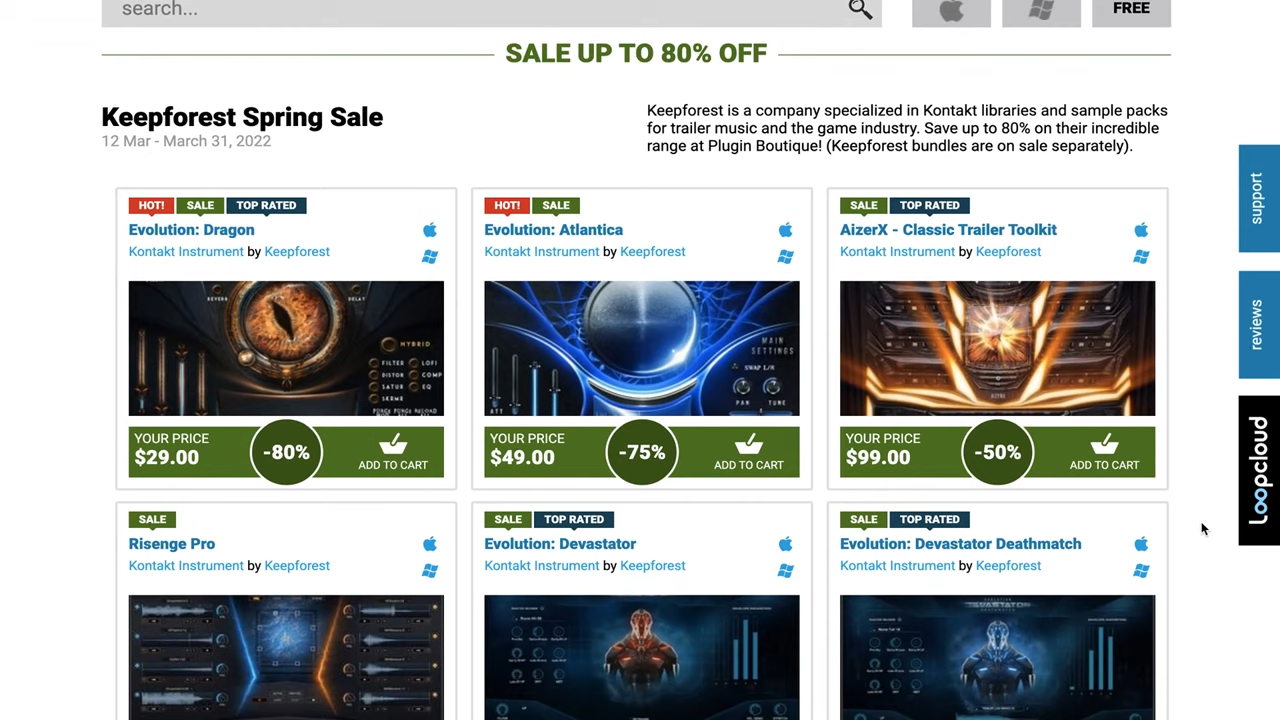 search...
FREE
SALE UP TO 80% OFF
Keepforest Spring Sale
12 Mar - March 31, 2022
Keepforest is a company specialized in Kontakt libraries and sample packs
for trailer music and the game industry. Save up to 80% on their incredible
range at Plugin Boutique! (Keepforest bundles are on sale separately).
support
reviews
Loopcloud
HOT! SALE TOP RATED
Evolution: Dragon
Kontakt Instrument by Keepforest
REVERB DELAY
HYBRID
FILTER LOFI
DISTOR COMP
SATUR EQ
YOUR PRICE
$29.00
-80%
ADD TO CART
HOT! SALE
Evolution: Atlantica
Kontakt Instrument by Keepforest
MAIN
SETTINGS
SWAP L/R
PAN TUNE
ATT
YOUR PRICE
$49.00
-75%
ADD TO CART
SALE TOP RATED
AizerX - Classic Trailer Toolkit
Kontakt Instrument by Keepforest
YOUR PRICE
$99.00
-50%
ADD TO CART
SALE
Risenge Pro
Kontakt Instrument by Keepforest
SALE TOP RATED
Evolution: Devastator
Kontakt Instrument by Keepforest
SALE TOP RATED
Evolution: Devastator Deathmatch
Kontakt Instrument by Keepforest
EVOLUTION
DEVASTATOR